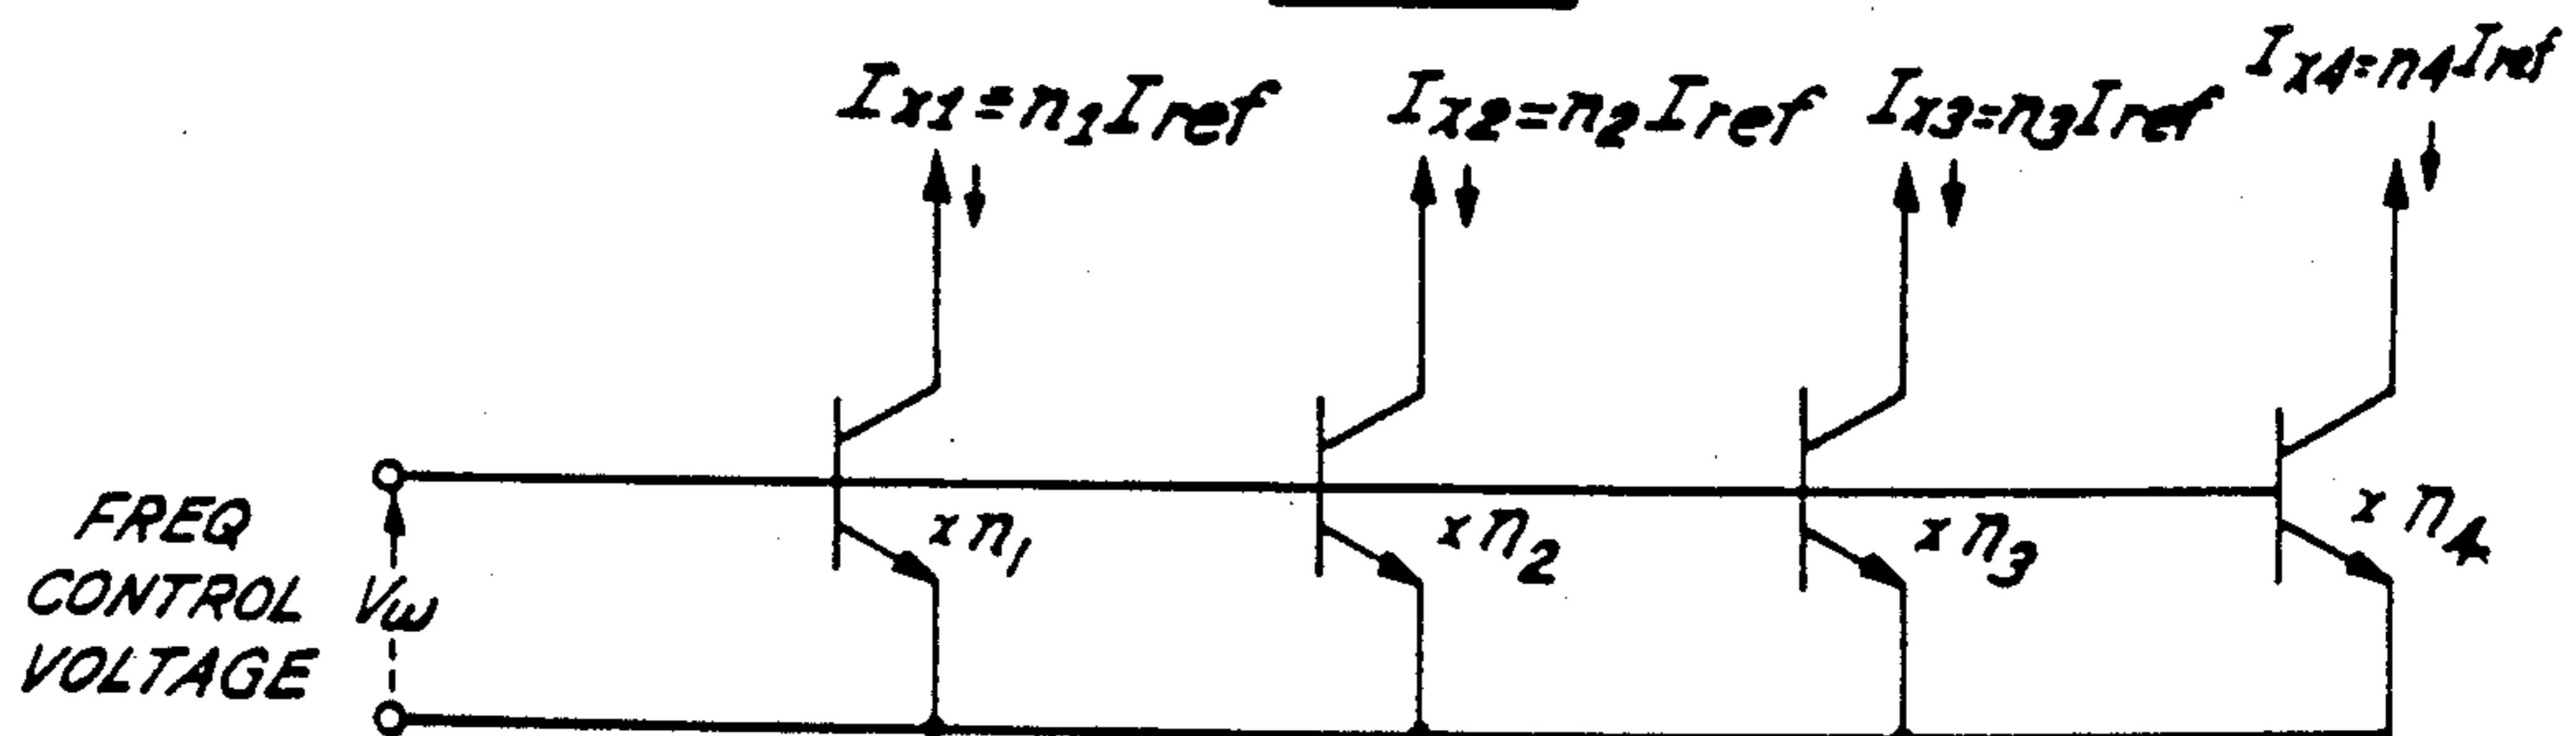 Ix1=n1Iref
Ix2=n2Iref
Ix3=n3Iref
Ix4=n4Iref
FREQ
CONTROL
VOLTAGE
Vω
xn1
xn2
xn3
xn4